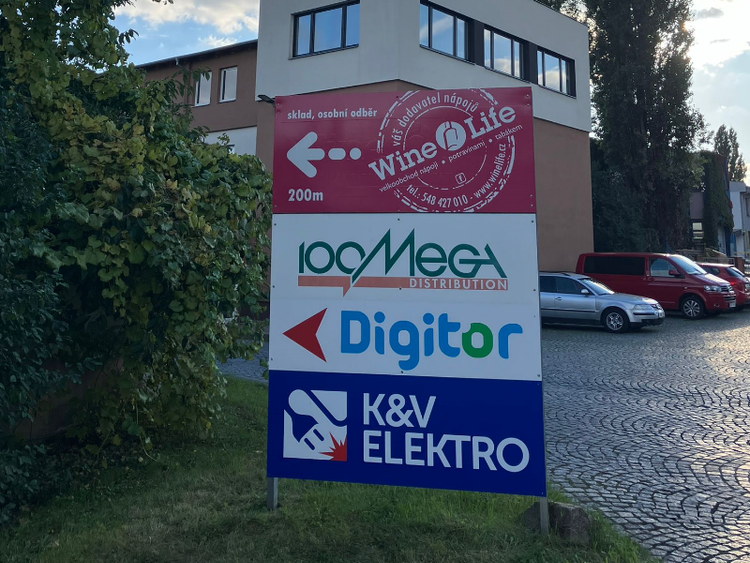 sklad, osobní odběr
200m
váš dodavatel nápojů
Wine Life
velkoobchod nápoji • potravinami • tabákem
tel.: 548 427 010 - www.winelife.cz
100MEGA
DISTRIBUTION
Digitor
K&V
ELEKTRO